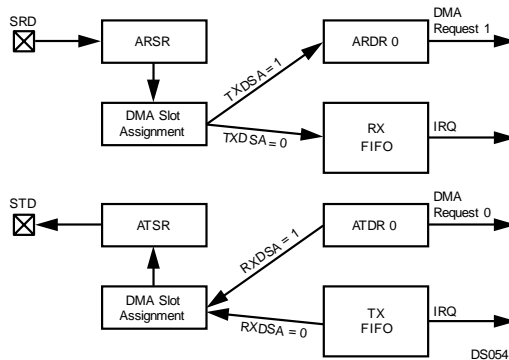 SRD
ARSR
ARDR 0
DMA
Request 1
TXDSA = 1
DMA Slot
Assignment
TXDSA = 0
RX
FIFO
IRQ
STD
ATSR
ATDR 0
DMA
Request 0
RXDSA = 1
DMA Slot
Assignment
RXDSA = 0
TX
FIFO
IRQ
DS054